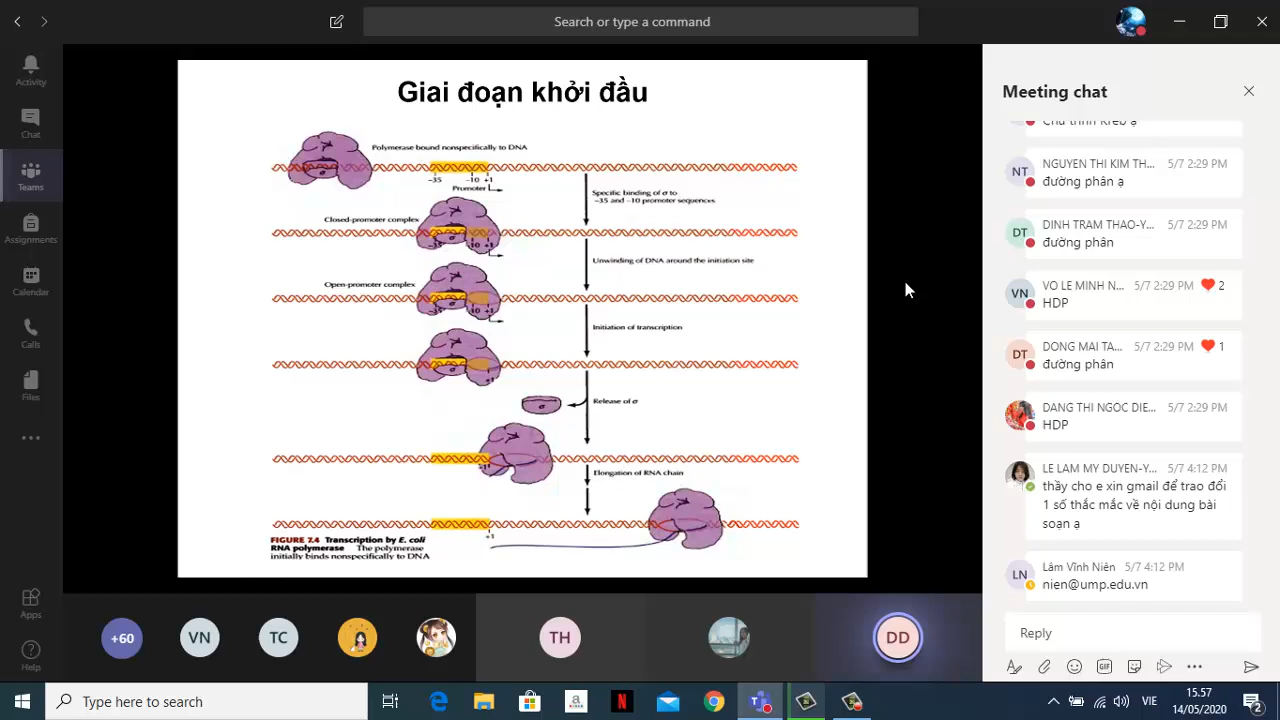 Search or type a command
Activity
Chat
Teams
Assignments
Calendar
Calls
Files
Apps
Help
Giai đoạn khởi đầu
Polymerase bound nonspecifically to DNA
−35 −10 +1
Promoter
Specific binding of σ to
−35 and −10 promoter sequences
Closed-promoter complex
Unwinding of DNA around the initiation site
Open-promoter complex
Initiation of transcription
+1
Release of σ
σ
Elongation of RNA chain
+1
FIGURE 7.4 Transcription by E. coli
RNA polymerase The polymerase
initially binds nonspecifically to DNA
+60
VN
TC
TH
DD
Meeting chat
NT
NGUYEN THI KIM TH... 5/7 2:29 PM
đường phân ạ
DT
DINH TRAM THAO-Y... 5/7 2:29 PM
đường phân
VN
5/7 2:29 PM 2
HDP
DT
DONG MAI TA... 5/7 2:29 PM 1
đường phân
DANG THI NGOC DIE... 5/7 2:29 PM
HDP
5/7 4:12 PM
thầy cho e xin gmail để trao đổi
1 số thắc mắc về nội dung bài
soạn ạ
LN
Lâm Vĩnh Niên 5/7 4:12 PM
nien@ump.edu.vn
Reply
GIF
Type here to search
VIE
15.57
14/05/2020
2